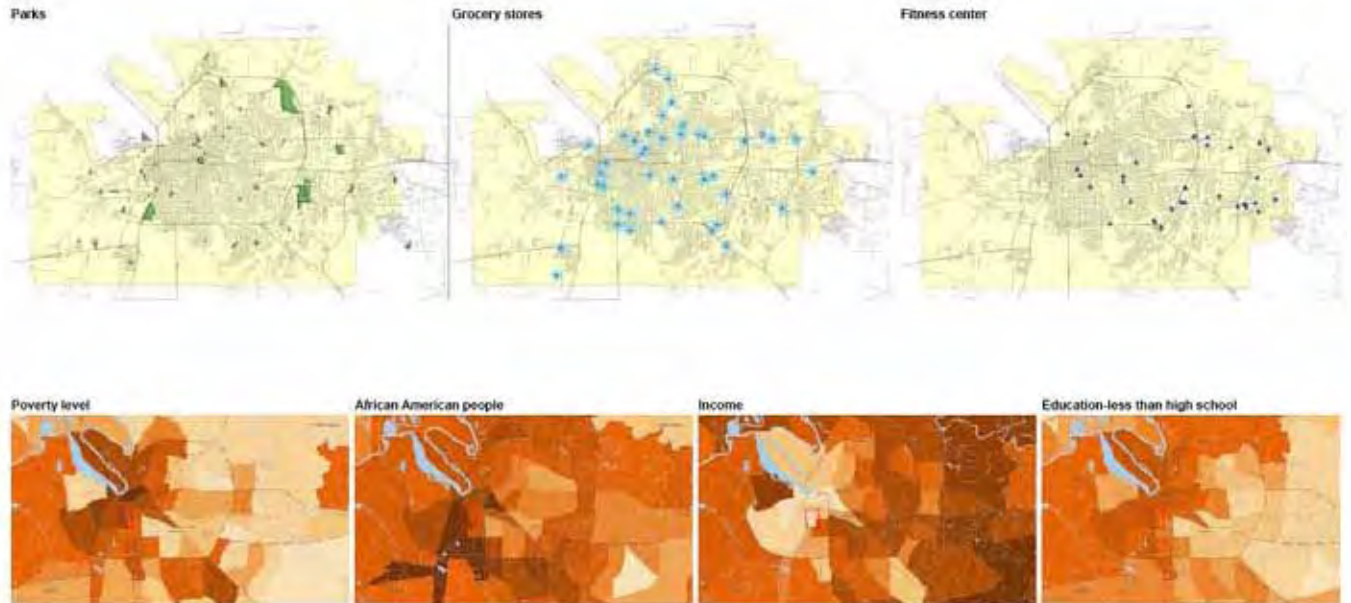 Parks
Grocery stores
Fitness center
Poverty level
African American people
Income
Education-less than high school